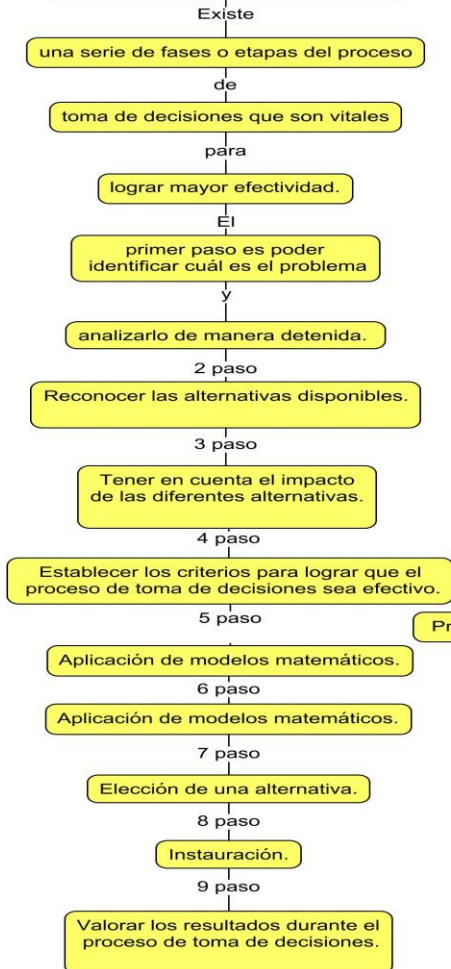 Existe
una serie de fases o etapas del proceso
de
toma de decisiones que son vitales
para
lograr mayor efectividad.
El
primer paso es poder
identificar cuál es el problema
y
analizarlo de manera detenida.
2 paso
Reconocer las alternativas disponibles.
3 paso
Tener en cuenta el impacto
de las diferentes alternativas.
4 paso
Establecer los criterios para lograr que el
proceso de toma de decisiones sea efectivo.
5 paso
Pr
Aplicación de modelos matemáticos.
6 paso
Aplicación de modelos matemáticos.
7 paso
Elección de una alternativa.
8 paso
Instauración.
9 paso
Valorar los resultados durante el
proceso de toma de decisiones.